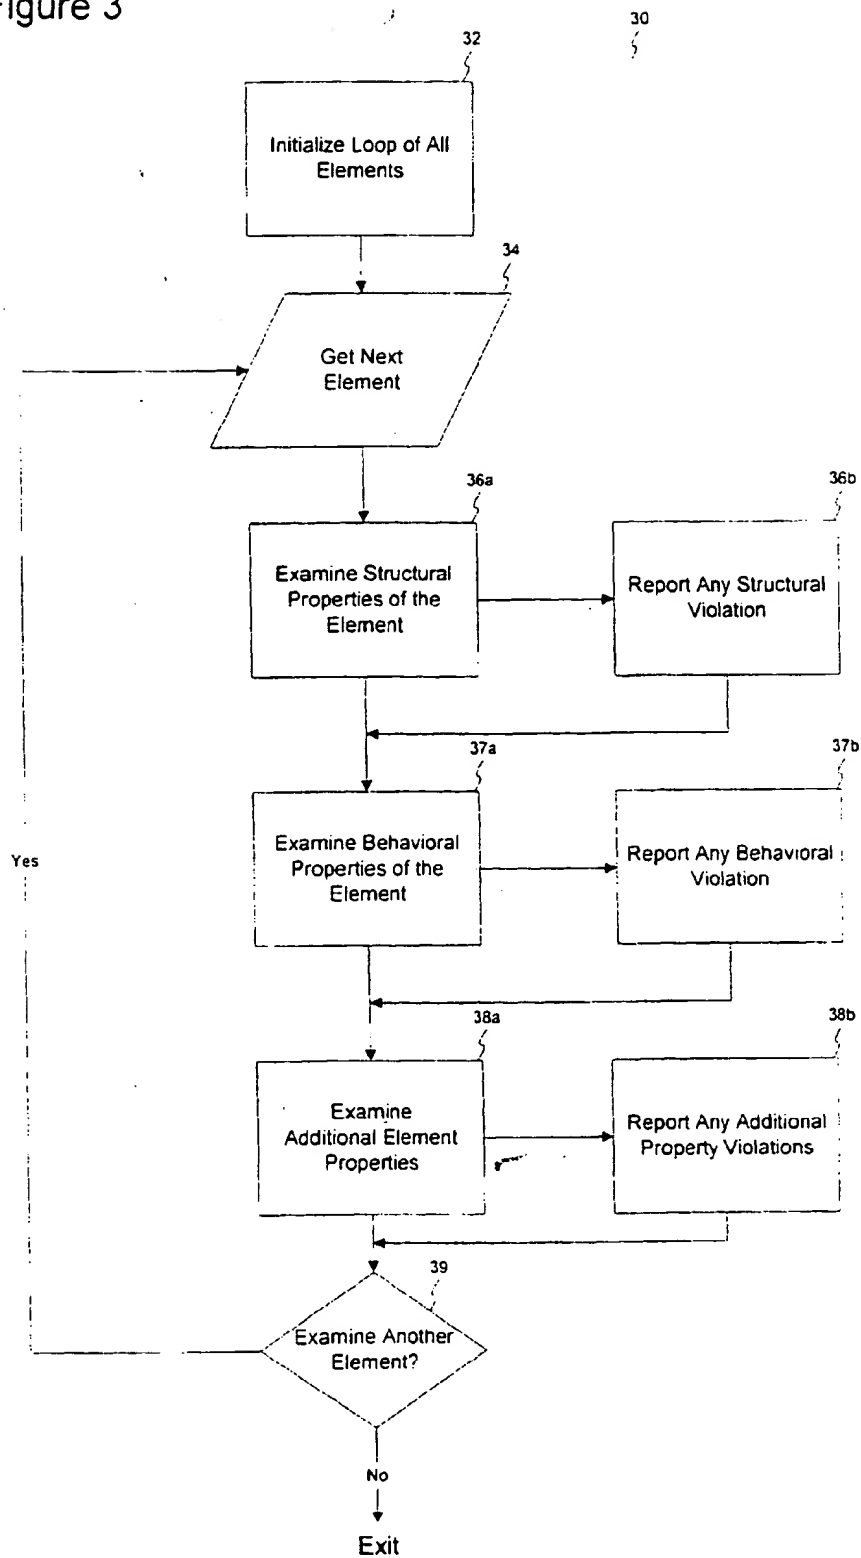 Figure 3
30
32
Initialize Loop of All
Elements
34
Get Next
Element
36a
Examine Structural
Properties of the
Element
36b
Report Any Structural
Violation
37a
Examine Behavioral
Properties of the
Element
37b
Report Any Behavioral
Violation
Yes
38a
Examine
Additional Element
Properties
38b
Report Any Additional
Property Violations
39
Examine Another
Element?
No
Exit